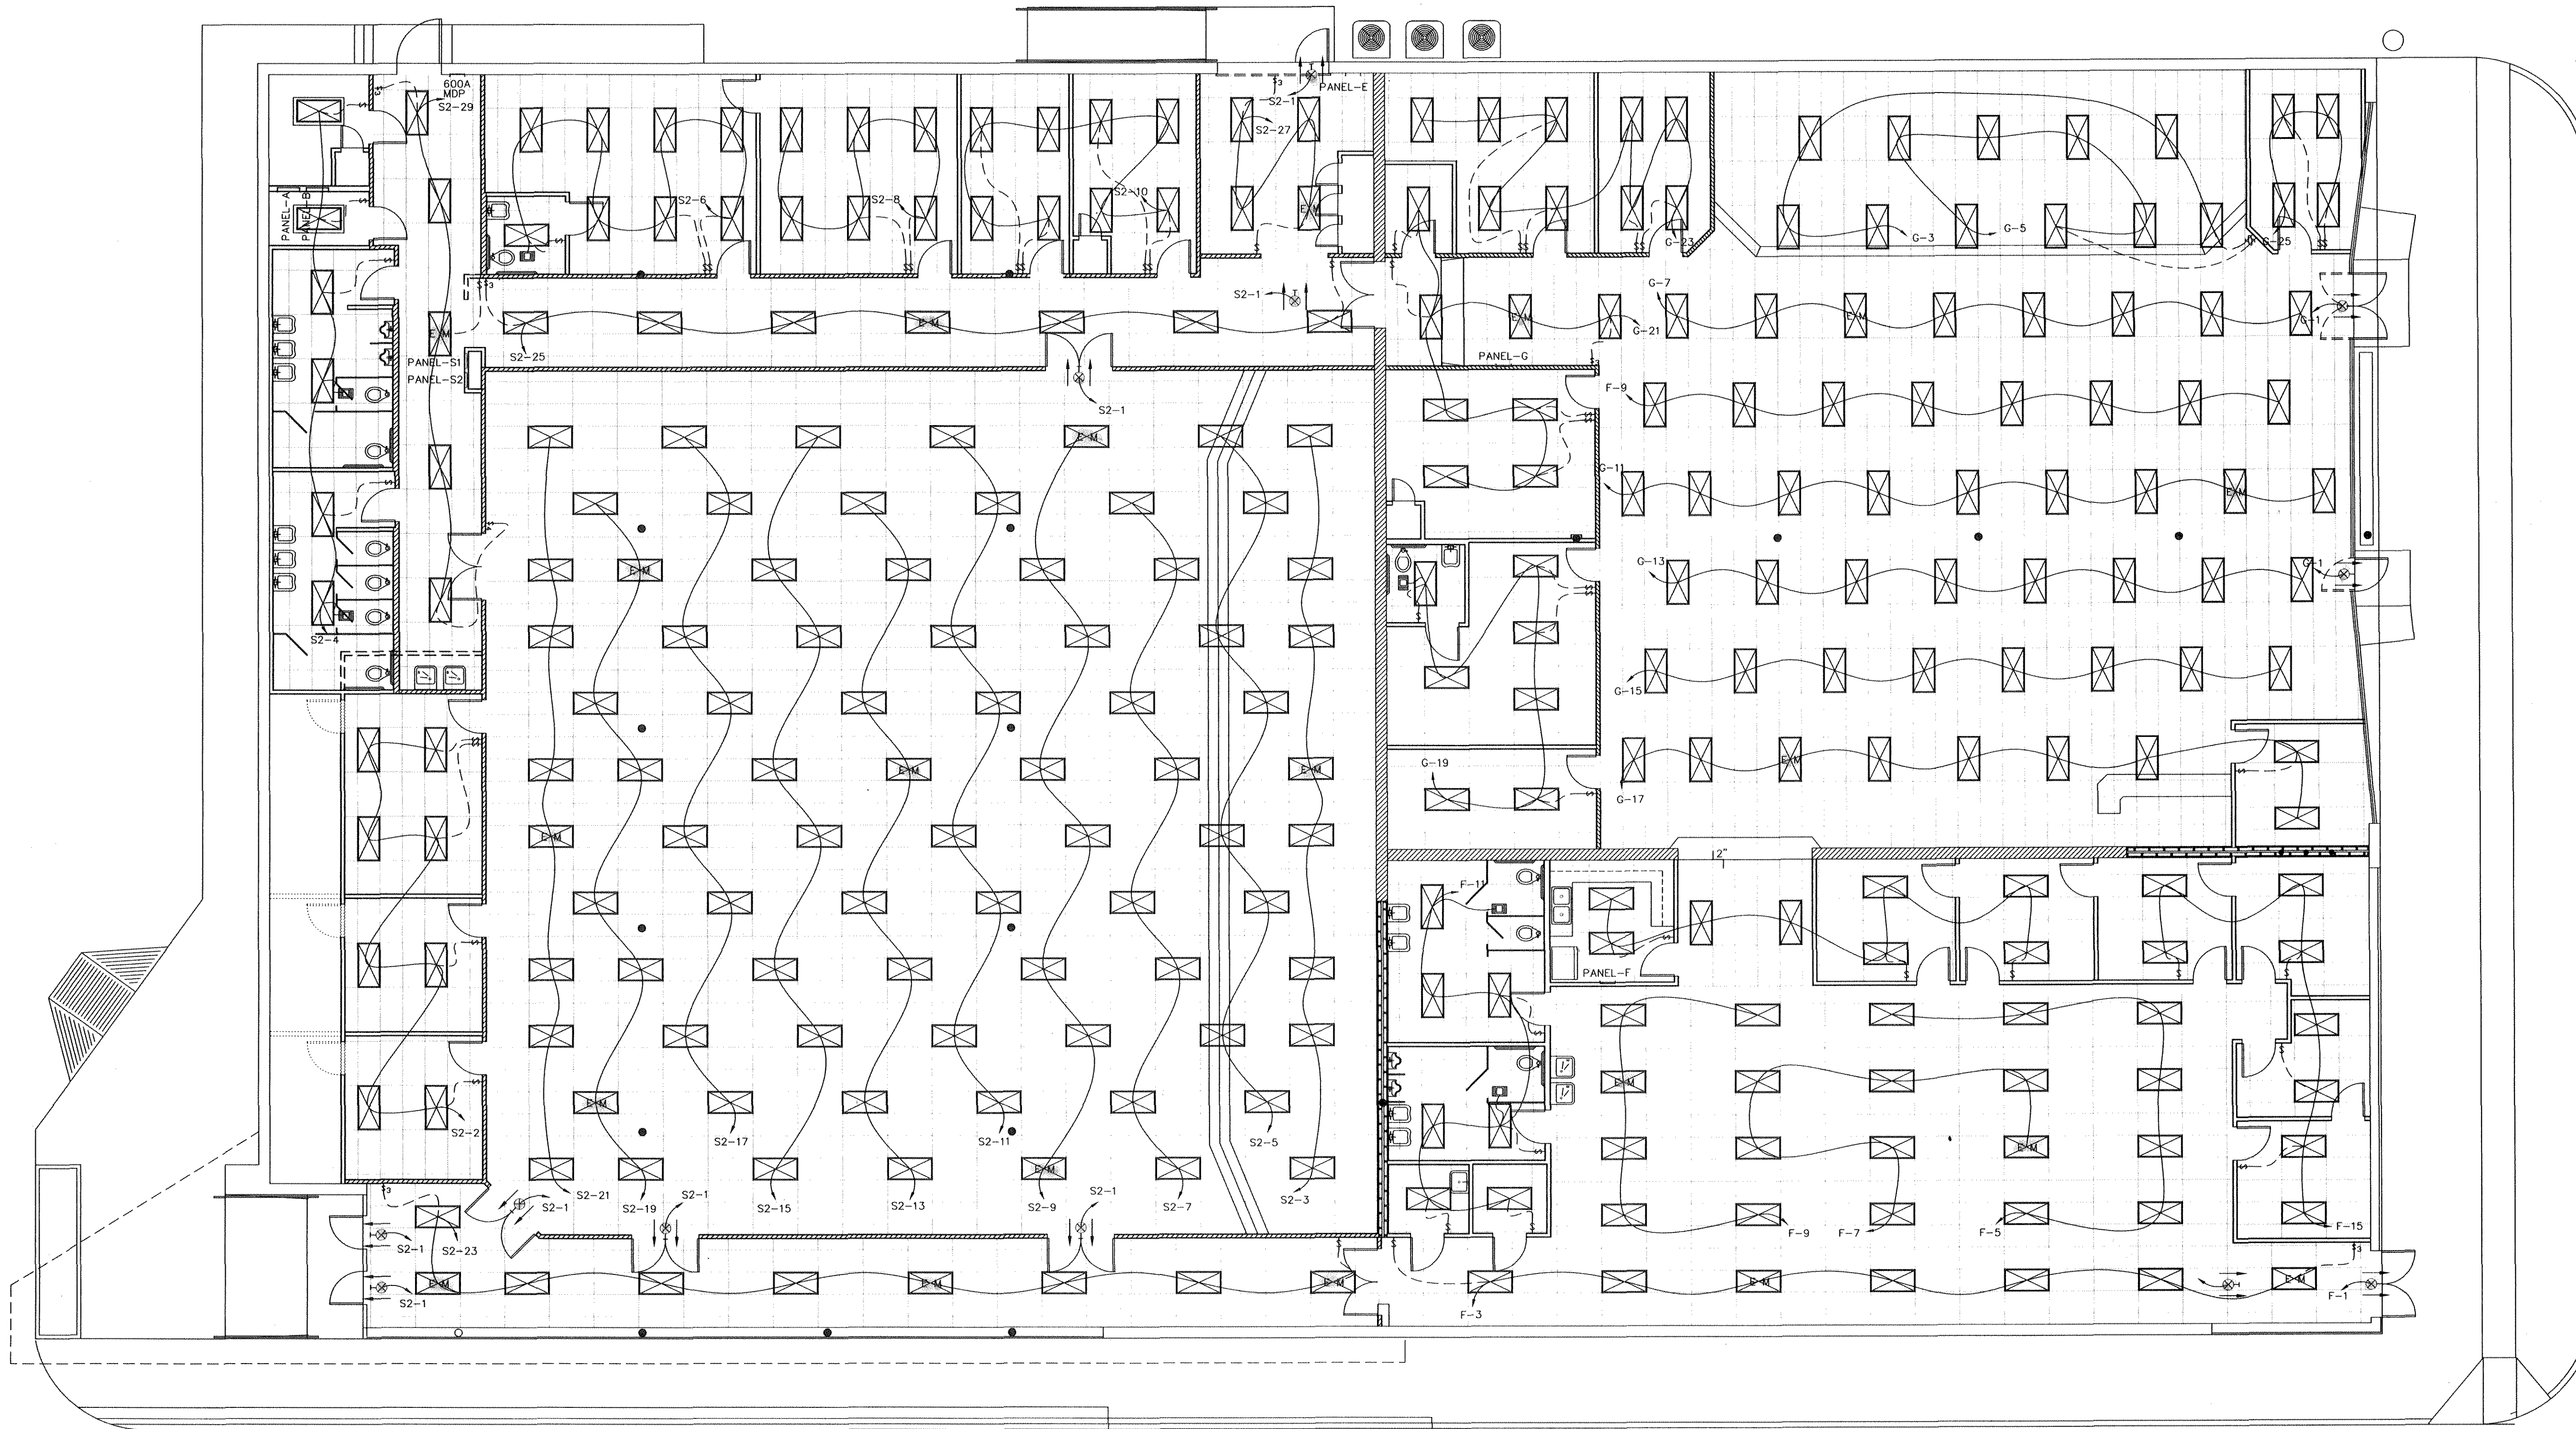 600A
MDP
S2-29
PANEL-E
S2-1
S2-27
PANEL-A
PANEL-B
S2-6
S2-8
S2-10
E M
G-23
G-3
G-5
G-25
S2-1
G-7
E M
PANEL-S1
PANEL-S2
E M
S2-25
E M
G-21
E M
G-1
PANEL-G
F-9
S2-1
E M
G-11
E M
E M
G-13
G-1
S2-4
G-15
E M
E M
G-19
E M
G-17
E M
2"
F-11
PANEL-F
E M
E M
S2-2
S2-17
S2-11
S2-5
E M
E M
S2-21
S2-1
S2-19
S2-1
S2-15
S2-13
S2-9
S2-1
S2-7
S2-3
F-9
F-7
F-5
F-15
S2-1
S2-23
E M
E M
E M
E M
E M
S2-1
F-3
F-1